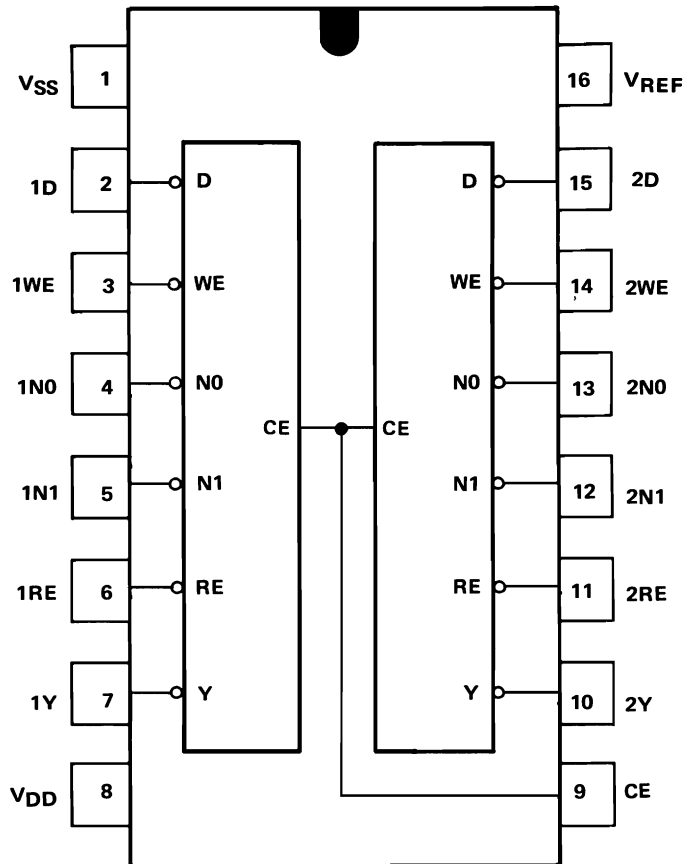 VSS 1 16 VREF
1D 2 D D 15 2D
1WE 3 WE WE 14 2WE
1N0 4 N0 N0 13 2N0
CE CE
1N1 5 N1 N1 12 2N1
1RE 6 RE RE 11 2RE
1Y 7 Y Y 10 2Y
VDD 8 9 CE